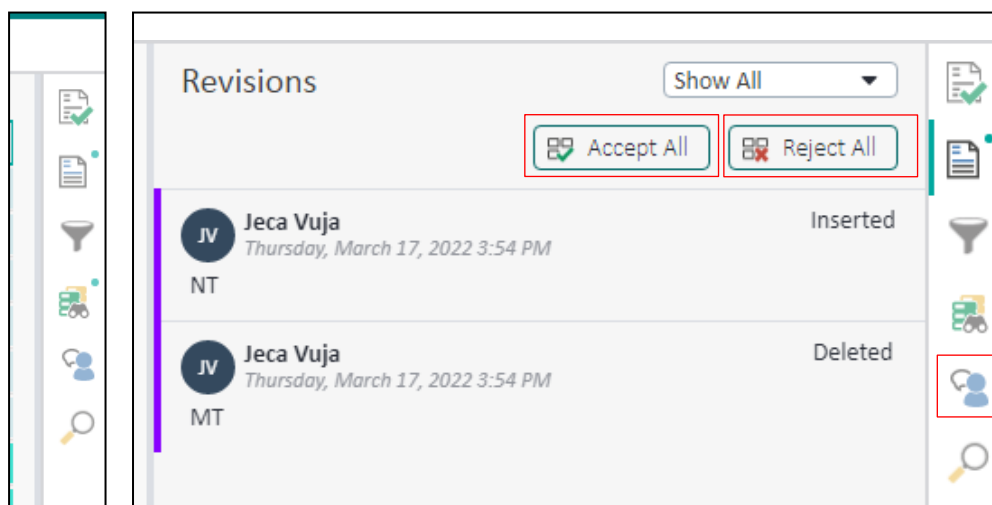 Revisions
Show All
Accept All
Reject All
JV
Jeca Vuja
Inserted
Thursday, March 17, 2022 3:54 PM
NT
JV
Jeca Vuja
Deleted
Thursday, March 17, 2022 3:54 PM
MT